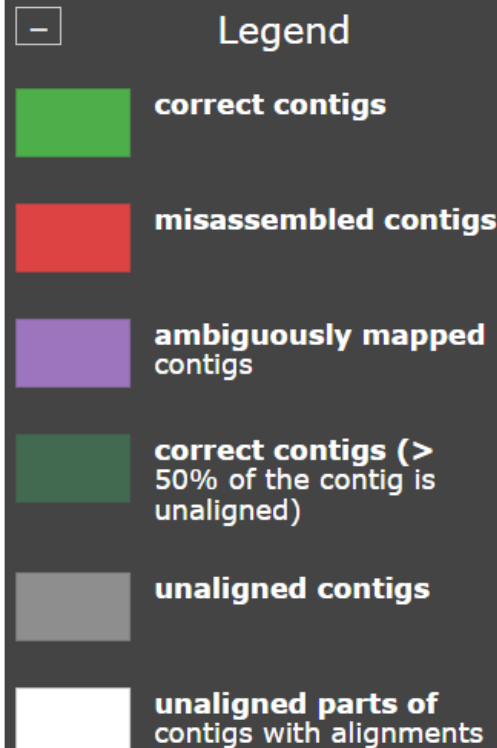 Legend
correct contigs
misassembled contigs
ambiguously mapped
contigs
correct contigs (>
50% of the contig is
unaligned)
unaligned contigs
unaligned parts of
contigs with alignments